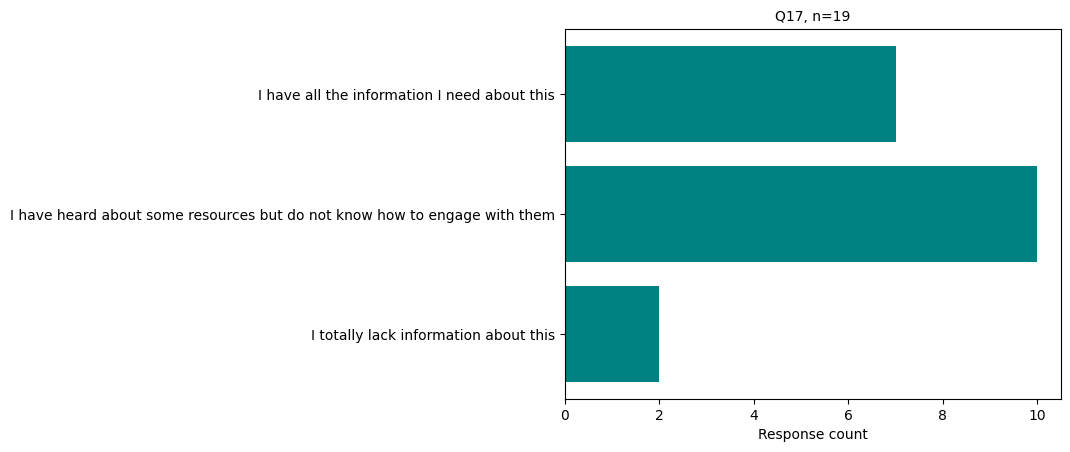 Q17, n=19
I have all the information I need about this
I have heard about some resources but do not know how to engage with them
I totally lack information about this
0 2 4 6 8 10
Response count